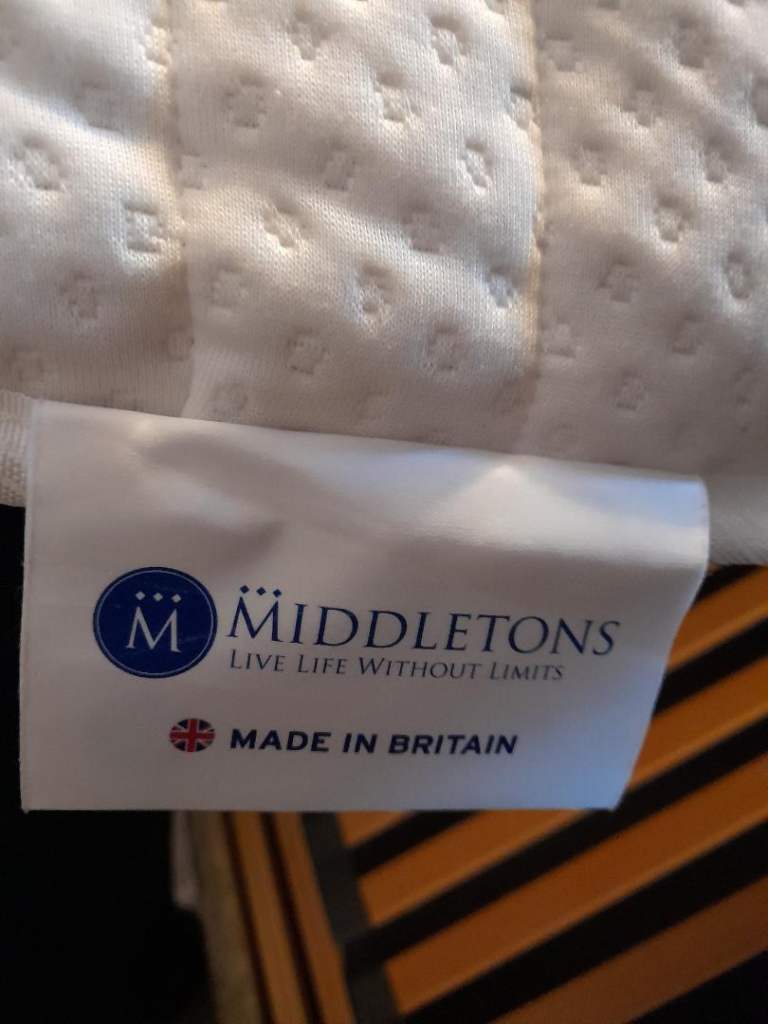 M MIDDLETONS
LIVE LIFE WITHOUT LIMITS
MADE IN BRITAIN